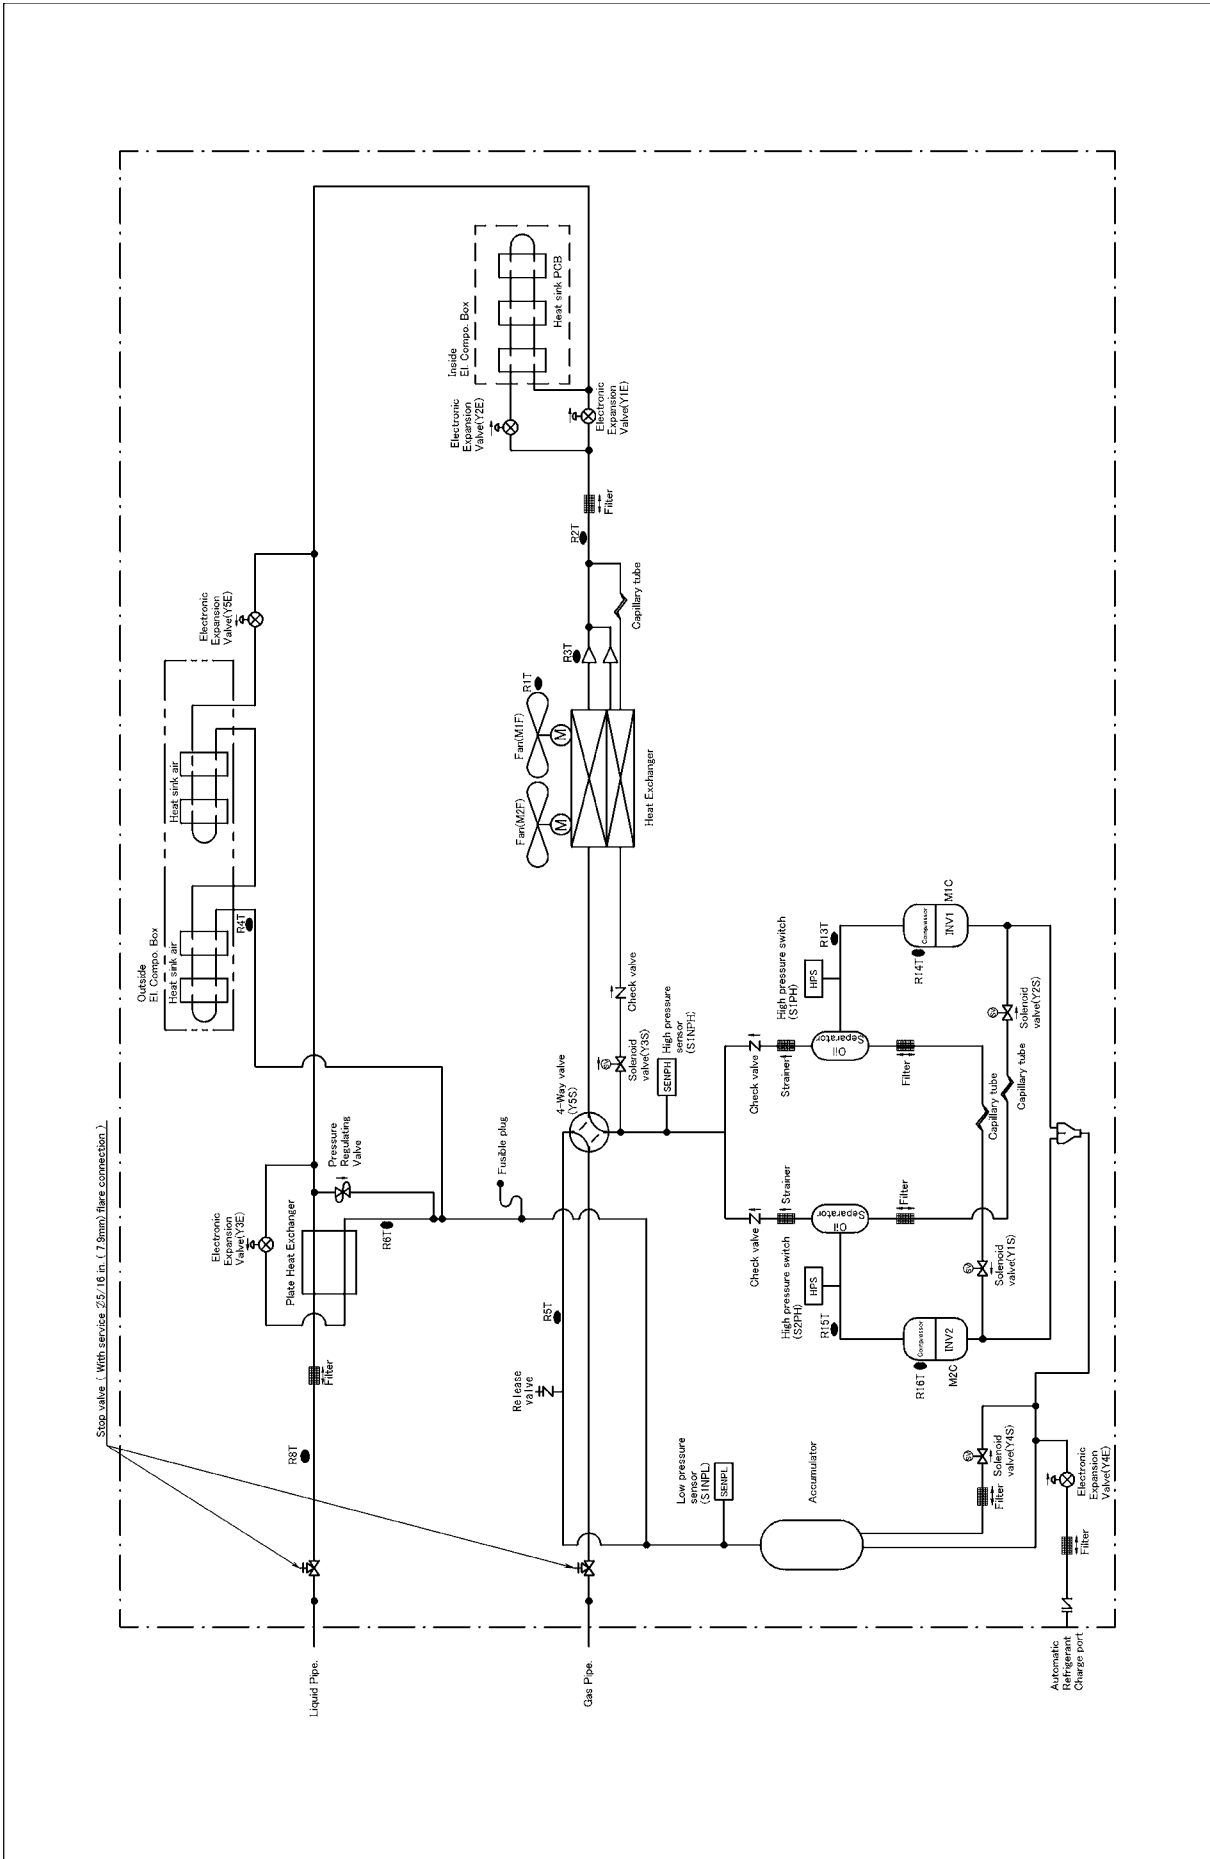 Stop valve ( With service ∅5/16 in. ( 7.9mm) flare connection )
Outside
El. Compo. Box
Heat sink air
Heat sink air
R4T
Electronic
Expansion
Valve(Y5E)
Inside
El. Compo. Box
Heat sink PCB
Electronic
Expansion
Valve(Y2E)
Electronic
Expansion
Valve(Y1E)
Filter
R2T
Capillary tube
R3T
R1T
Fan(M1F)
M
Fan(M2F)
M
Heat Exchanger
Electronic
Expansion
Valve(Y3E)
Plate Heat Exchanger
Pressure
Regulating
Valve
R6T
Fusible plug
Filter
R8T
Liquid Pipe.
4-Way valve
(Y5S)
Check valve
SV
Solenoid
valve(Y3S)
High pressure
sensor
(S1NPH)
SENPH
R5T
Release
valve
Gas Pipe.
Low pressure
sensor
(S1NPL)
SENPL
Accumulator
Check valve
Strainer
Oil
Separator
Filter
High pressure switch
(S1PH)
HPS
R13T
Compressor
INV1
M1C
R14T
SV
Solenoid
valve(Y2S)
Capillary tube
Capillary tube
Check valve
Strainer
Oil
Separator
Filter
High pressure switch
(S2PH)
HPS
R15T
Compressor
INV2
M2C
R16T
SV
Solenoid
valve(Y1S)
SV
Solenoid
valve(Y4S)
Filter
Electronic
Expansion
Valve(Y4E)
Filter
Automatic
Refrigerant
Charge port